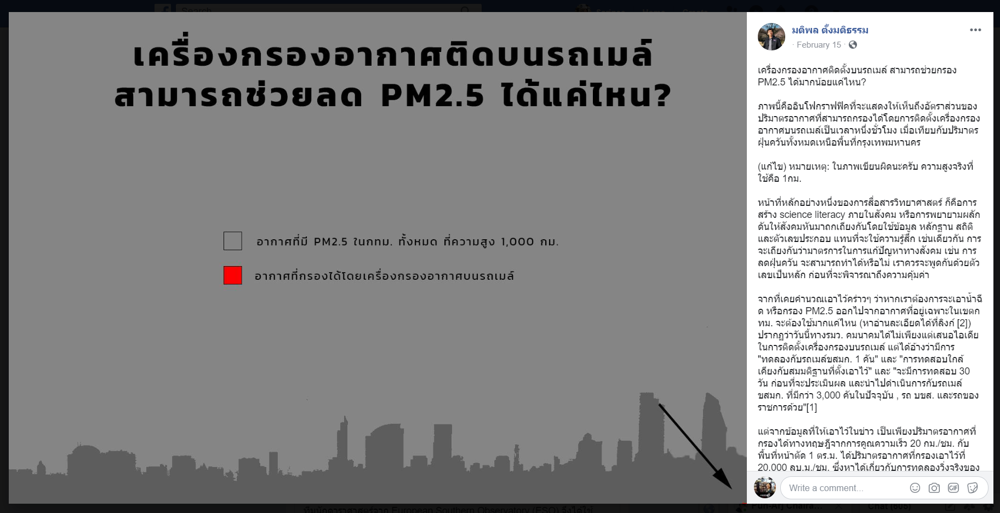 Search
เครื่องกรองอากาศติดบนรถเมล์
สามารถช่วยลด PM2.5 ได้แค่ไหน?
อากาศที่มี PM2.5 ในกทม. ทั้งหมด ที่ความสูง 1,000 กม.
อากาศที่กรองได้โดยเครื่องกรองอากาศบนรถเมล์
มติพล ตั้งมติธรรม
· February 15 ·
เครื่องกรองอากาศติดตั้งบนรถเมล์ สามารถช่วยกรอง
PM2.5 ได้มากน้อยแค่ไหน?
ภาพนี้คืออินโฟกราฟฟิคที่จะแสดงให้เห็นถึงอัตราส่วนของ
ปริมาตรอากาศที่สามารถกรองได้โดยการติดตั้งเครื่องกรอง
อากาศบนรถเมล์เป็นเวลาหนึ่งชั่วโมง เมื่อเทียบกับปริมาตร
ฝุ่นควันทั้งหมดเหนือพื้นที่กรุงเทพมหานคร
(แก้ไข) หมายเหตุ: ในภาพเขียนผิดนะครับ ความสูงจริงที่
ใช้คือ 1กม.
หน้าที่หลักอย่างหนึ่งของการสื่อสารวิทยาศาสตร์ ก็คือการ
สร้าง science literacy ภายในสังคม หรือการพยายามผลัก
ดันให้สังคมหันมาถกเถียงกันโดยใช้ข้อมูล หลักฐาน สถิติ
และตัวเลขประกอบ แทนที่จะใช้ความรู้สึก เช่นเดียวกัน การ
จะเถียงกันว่ามาตรการในการแก้ปัญหาทางสังคม เช่น การ
ลดฝุ่นควัน จะสามารถทำได้หรือไม่ เราควรจะพูดกันด้วยตัว
เลขเป็นหลัก ก่อนที่จะพิจารณาถึงความคุ้มค่า
จากที่เคยคำนวณเอาไว้คร่าวๆ ว่าหากเราต้องการจะเอาน้ำฉี
ด หรือกรอง PM2.5 ออกไปจากอากาศที่อยู่เฉพาะในเขตก
ทม. จะต้องใช้มากแค่ไหน (หาอ่านละเอียดได้ที่ลิงก์ [2])
ปรากฏว่าวันนี้ทางรมว. คมนาคมได้ไม่เพียงแต่เสนอไอเดีย
ในการติดตั้งเครื่องกรองบนรถเมล์ แต่ได้อ้างว่ามีการ
"ทดลองกับรถเมล์ขสมก. 1 คัน" และ "การทดสอบใกล้
เคียงกับสมมติฐานที่ตั้งเอาไว้" และ "จะมีการทดสอบ 30
วัน ก่อนที่จะประเมินผล และนำไปดำเนินการกับรถเมล์
ขสมก. ที่มีกว่า 3,000 คันในปัจจุบัน , รถ บขส. และรถของ
ราชการด้วย"[1]
แต่จากข้อมูลที่ให้เอาไว้ในข่าว เป็นเพียงปริมาตรอากาศที่
กรองได้ทางทฤษฎีจากการคูณความเร็ว 20 กม./ชม. กับ
พื้นที่หน้าตัด 1 ตร.ม. ได้ปริมาตรอากาศที่กรองเอาไว้ที่
20,000 ลบ.ม./ชม. ซึ่งหาได้เกี่ยวกับการทดลองวิ่งจริงของ
Write a comment...
GIF
ทีมนักดาราศาสตร์จาก European Southern Observatory (ESO) จึงได้ใช้
Chat (605)